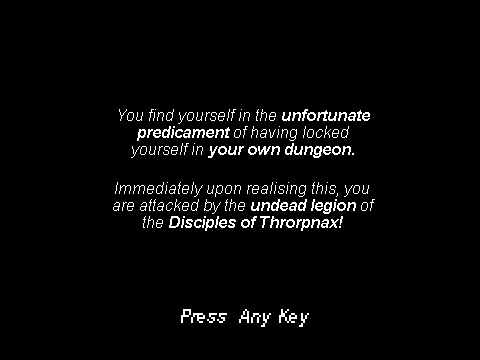 You find yourself in the unfortunate
predicament of having locked
yourself in your own dungeon.
Immediately upon realising this, you
are attacked by the undead legion of
the Disciples of Throrpnax!
Press Any Key